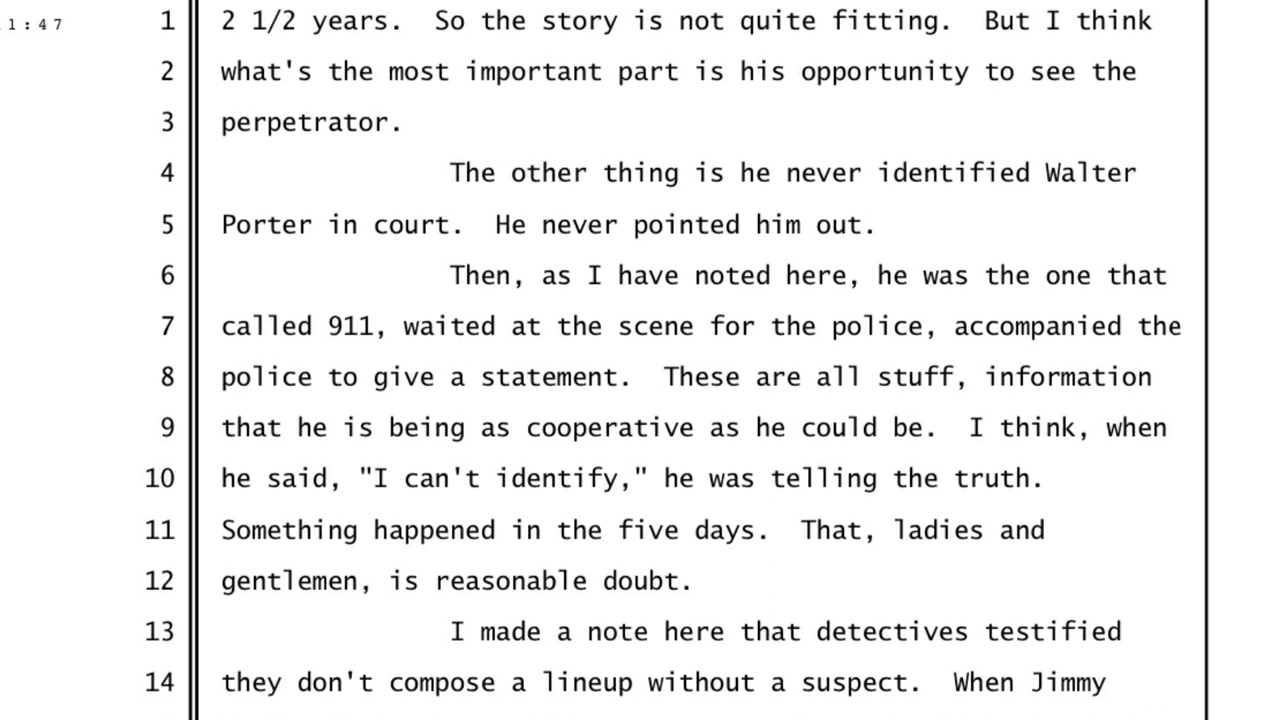 1:47 1 2 1/2 years.  So the story is not quite fitting.  But I think
2 what's the most important part is his opportunity to see the
3 perpetrator.
4 The other thing is he never identified Walter
5 Porter in court.  He never pointed him out.
6 Then, as I have noted here, he was the one that
7 called 911, waited at the scene for the police, accompanied the
8 police to give a statement.  These are all stuff, information
9 that he is being as cooperative as he could be.  I think, when
10 he said, "I can't identify," he was telling the truth.
11 Something happened in the five days.  That, ladies and
12 gentlemen, is reasonable doubt.
13 I made a note here that detectives testified
14 they don't compose a lineup without a suspect.  When Jimmy